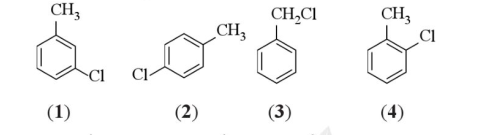 CH₃ CH₃ CH₂Cl CH₃
Cl Cl Cl
(1) (2) (3) (4)